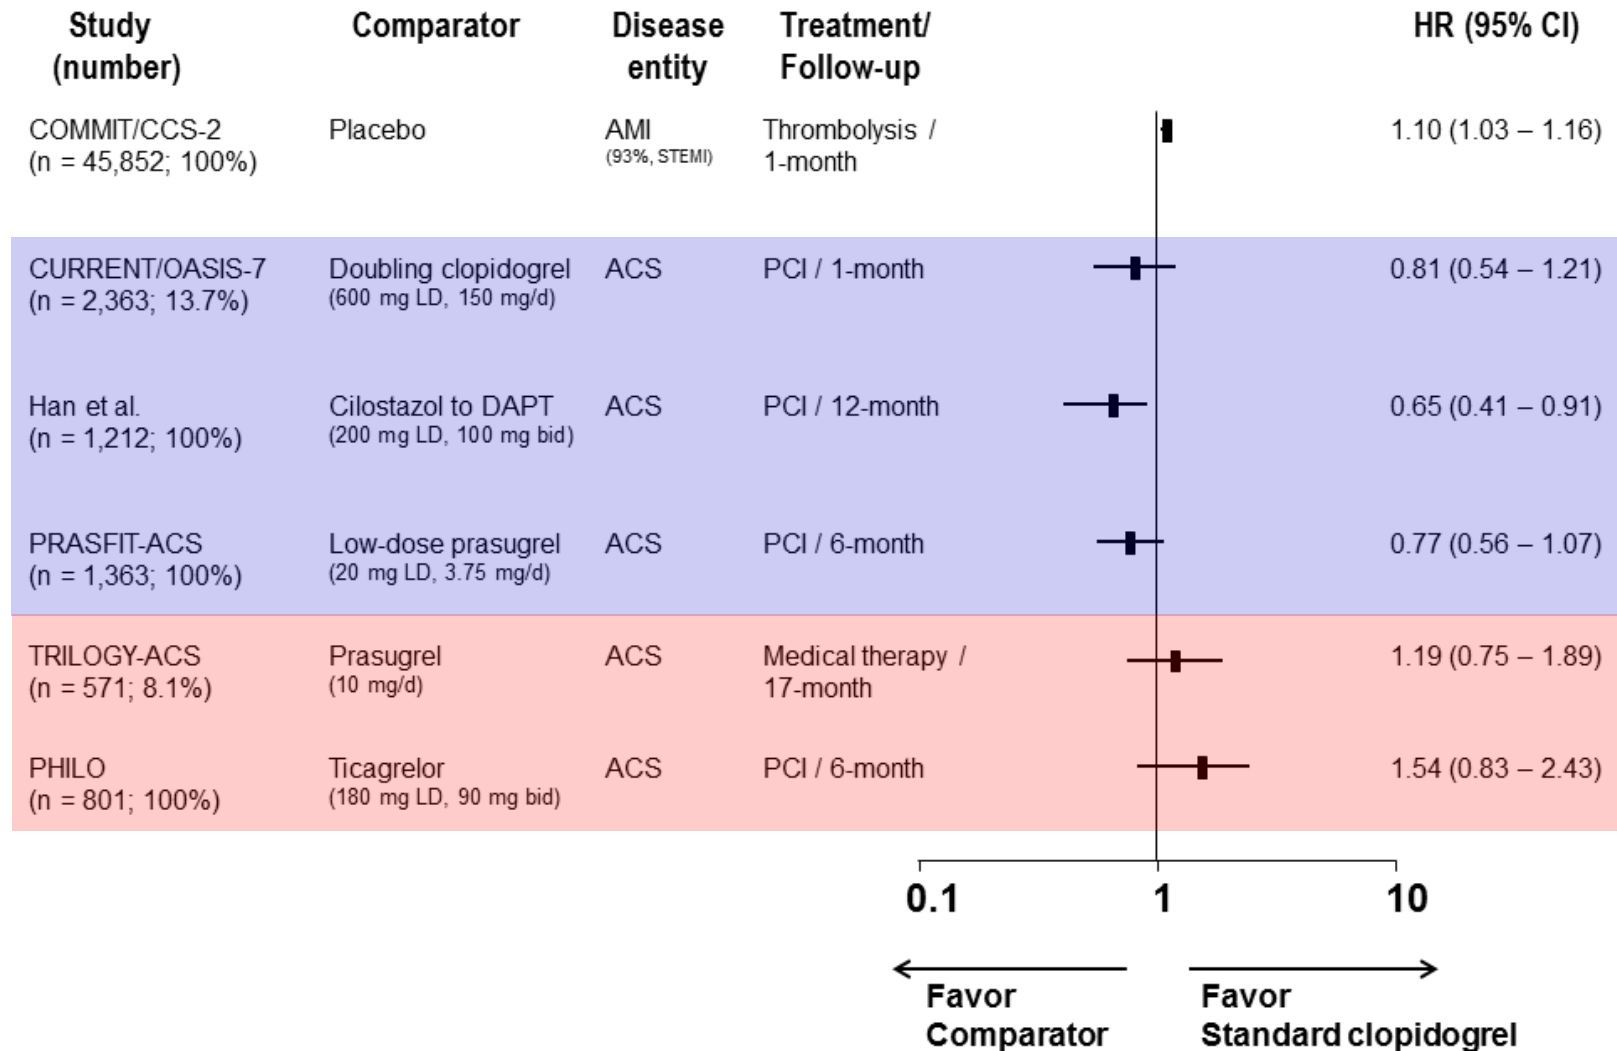 Study Comparator Disease Treatment/ HR (95% CI)
(number) entity Follow-up
COMMIT/CCS-2 Placebo AMI Thrombolysis / 1.10 (1.03 – 1.16)
(n = 45,852; 100%) (93%, STEMI) 1-month
CURRENT/OASIS-7 Doubling clopidogrel ACS PCI / 1-month 0.81 (0.54 – 1.21)
(n = 2,363; 13.7%) (600 mg LD, 150 mg/d)
Han et al. Cilostazol to DAPT ACS PCI / 12-month 0.65 (0.41 – 0.91)
(n = 1,212; 100%) (200 mg LD, 100 mg bid)
PRASFIT-ACS Low-dose prasugrel ACS PCI / 6-month 0.77 (0.56 – 1.07)
(n = 1,363; 100%) (20 mg LD, 3.75 mg/d)
TRILOGY-ACS Prasugrel ACS Medical therapy / 1.19 (0.75 – 1.89)
(n = 571; 8.1%) (10 mg/d) 17-month
PHILO Ticagrelor ACS PCI / 6-month 1.54 (0.83 – 2.43)
(n = 801; 100%) (180 mg LD, 90 mg bid)
0.1 1 10
Favor Favor
Comparator Standard clopidogrel